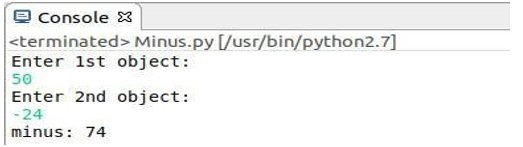 Console
<terminated> Minus.py [/usr/bin/python2.7]
Enter 1st object:
50
Enter 2nd object:
-24
minus: 74